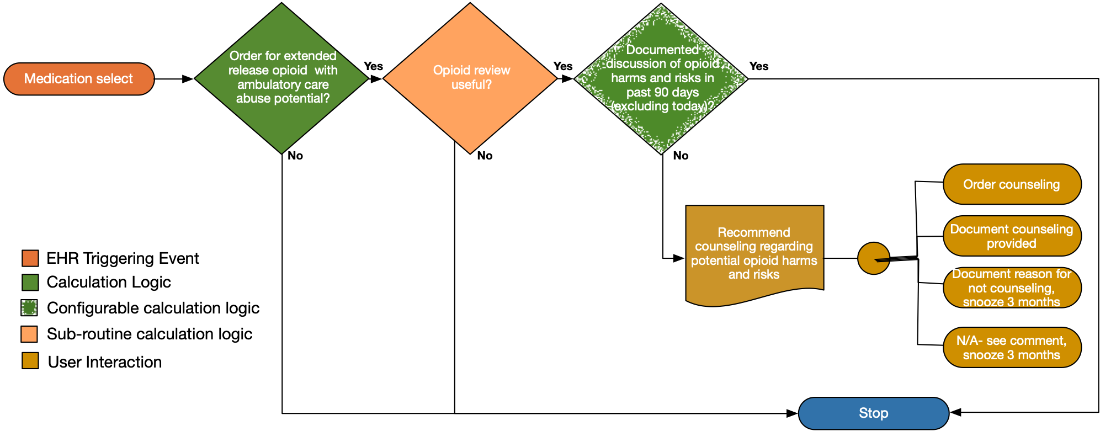 Medication select
Order for extended
release opioid with
ambulatory care
abuse potential?
Yes
No
Opioid review
useful?
Yes
No
Documented
discussion of opioid
harms and risks in
past 90 days
(excluding today)?
Yes
No
Recommend
counseling regarding
potential opioid harms
and risks
Order counseling
Document counseling
provided
Document reason for
not counseling,
snooze 3 months
N/A- see comment,
snooze 3 months
EHR Triggering Event
Calculation Logic
Configurable calculation logic
Sub-routine calculation logic
User Interaction
Stop